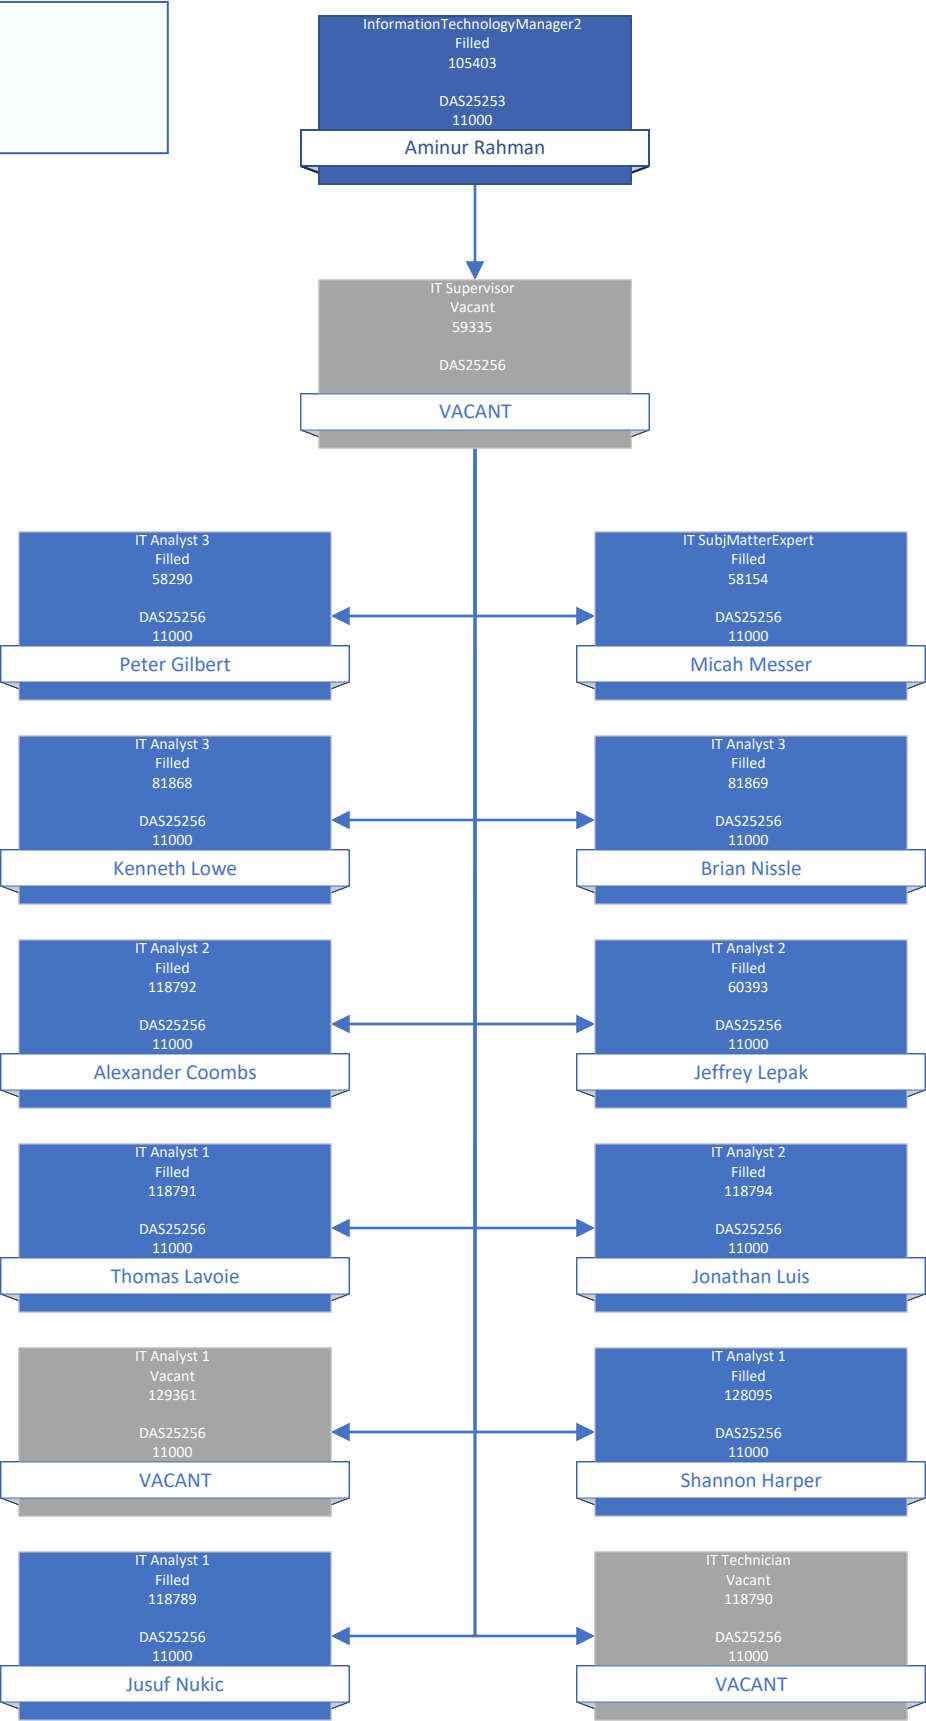 InformationTechnologyManager2
Filled
105403
DAS25253
11000
Aminur Rahman
IT Supervisor
Vacant
59335
DAS25256
VACANT
IT Analyst 3
Filled
58290
DAS25256
11000
Peter Gilbert
IT SubjMatterExpert
Filled
58154
DAS25256
11000
Micah Messer
IT Analyst 3
Filled
81868
DAS25256
11000
Kenneth Lowe
IT Analyst 3
Filled
81869
DAS25256
11000
Brian Nissle
IT Analyst 2
Filled
118792
DAS25256
11000
Alexander Coombs
IT Analyst 2
Filled
60393
DAS25256
11000
Jeffrey Lepak
IT Analyst 1
Filled
118791
DAS25256
11000
Thomas Lavoie
IT Analyst 2
Filled
118794
DAS25256
11000
Jonathan Luis
IT Analyst 1
Vacant
129361
DAS25256
11000
VACANT
IT Analyst 1
Filled
128095
DAS25256
11000
Shannon Harper
IT Analyst 1
Filled
118789
DAS25256
11000
Jusuf Nukic
IT Technician
Vacant
118790
DAS25256
11000
VACANT